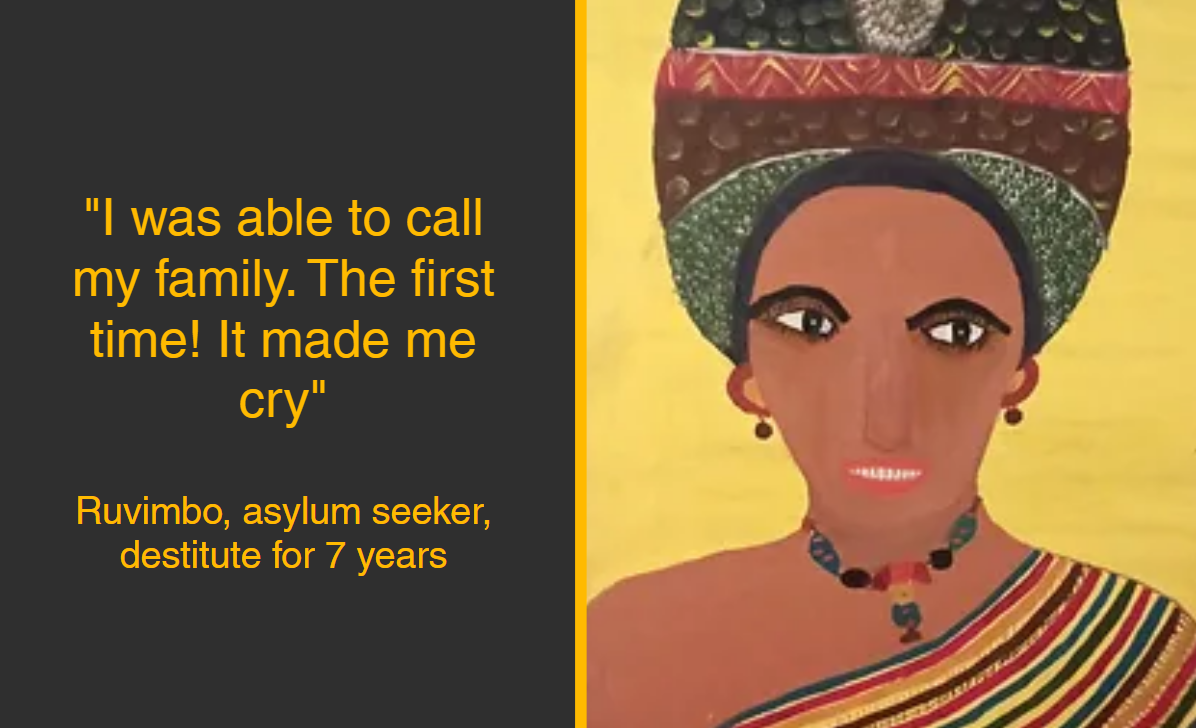 "I was able to call
my family. The first
time! It made me
cry"
Ruvimbo, asylum seeker,
destitute for 7 years